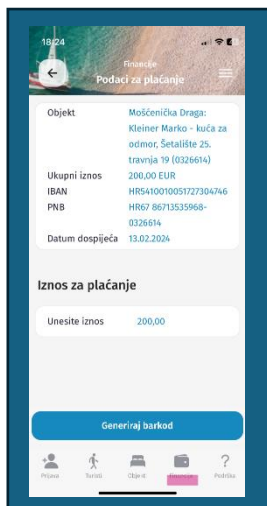 18:24
Financije
Podaci za plaćanje
Objekt
Mošćenička Draga:
Kleiner Marko - kuća za
odmor, Šetalište 25.
travnja 19 (0326614)
Ukupni iznos 200,00 EUR
IBAN HR5410010051727304746
PNB HR67 86713535968-
0326614
Datum dospijeća 13.02.2024
Iznos za plaćanje
Unesite iznos 200,00
Generiraj barkod
Prijava Turisti Objekti Financije Podrška